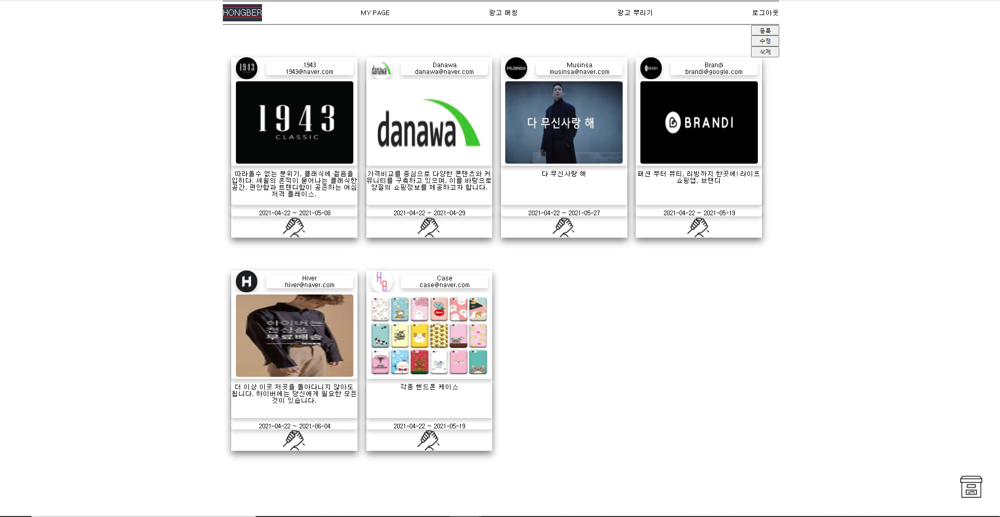 HONGBER
MY PAGE
광고 매칭
광고 뿌리기
로그아웃
등록
수정
삭제
1943
CLASSIC
1943
1943@naver.com
1943
CLASSIC
따라올수 없는 분위기, 클래식에 젊음을
입히다. 세월의 흔적이 묻어나는 클래식한
공간. 편안함과 트렌디함이 공존하는 여심
저격 플레이스.
2021-04-22 ~ 2021-05-08
danawa
Danawa
danawa@naver.com
danawa
가격비교를 중심으로 다양한 콘텐츠와 커
뮤니티를 구축하고 있으며, 이를 바탕으로
양질의 쇼핑정보를 제공하고자 합니다.
2021-04-22 ~ 2021-04-29
MUSINSA
Musinsa
musinsa@naver.com
다 무신사랑 해
다 무신사랑 해
2021-04-22 ~ 2021-05-27
BRANDI
Brandi
brandi@google.com
BRANDI
패션 부터 뷰티, 리빙까지 한곳에! 라이프
쇼핑앱, 브랜디
2021-04-22 ~ 2021-05-19
H
Hiver
hiver@naver.com
하이버는
전상품
무료배송
더 이상 이곳 저곳을 돌아다니지 않아도
됩니다. 하이버에는 당신에게 필요한 모든
것이 있습니다.
2021-04-22 ~ 2021-06-04
Case
case@naver.com
각종 핸드폰 케이스
2021-04-22 ~ 2021-05-19